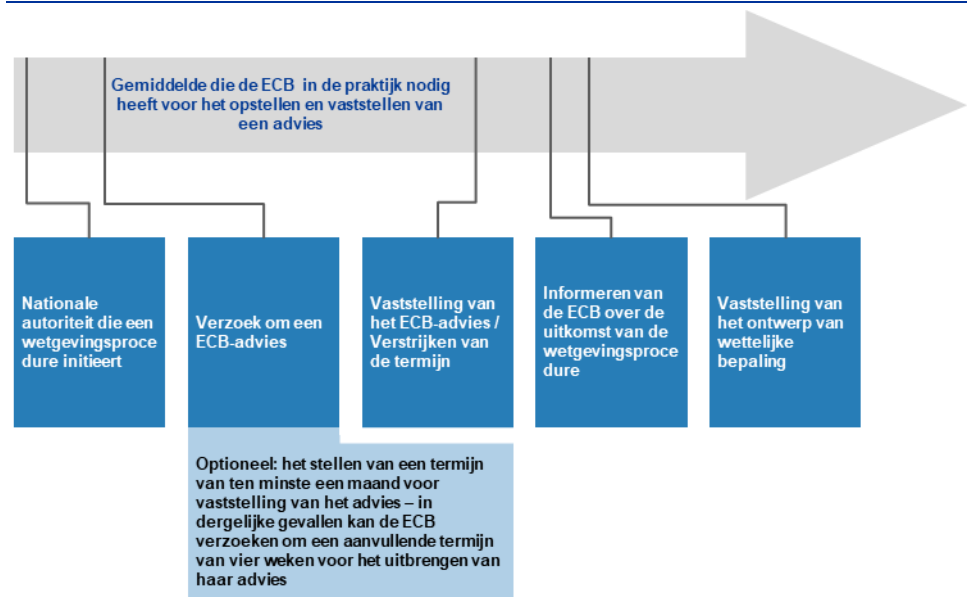 Gemiddelde die de ECB in de praktijk nodig
heeft voor het opstellen en vaststellen van
een advies
Nationale
autoriteit die een
wetgevingsproce
dure initieert
Verzoek om een
ECB-advies
Vaststelling van
het ECB-advies /
Verstrijken van
de termijn
Informeren van
de ECB over de
uitkomst van de
wetgevingsproce
dure
Vaststelling van
het ontwerp van
wettelijke
bepaling
Optioneel: het stellen van een termijn
van ten minste een maand voor
vaststelling van het advies – in
dergelijke gevallen kan de ECB
verzoeken om een aanvullende termijn
van vier weken voor het uitbrengen van
haar advies